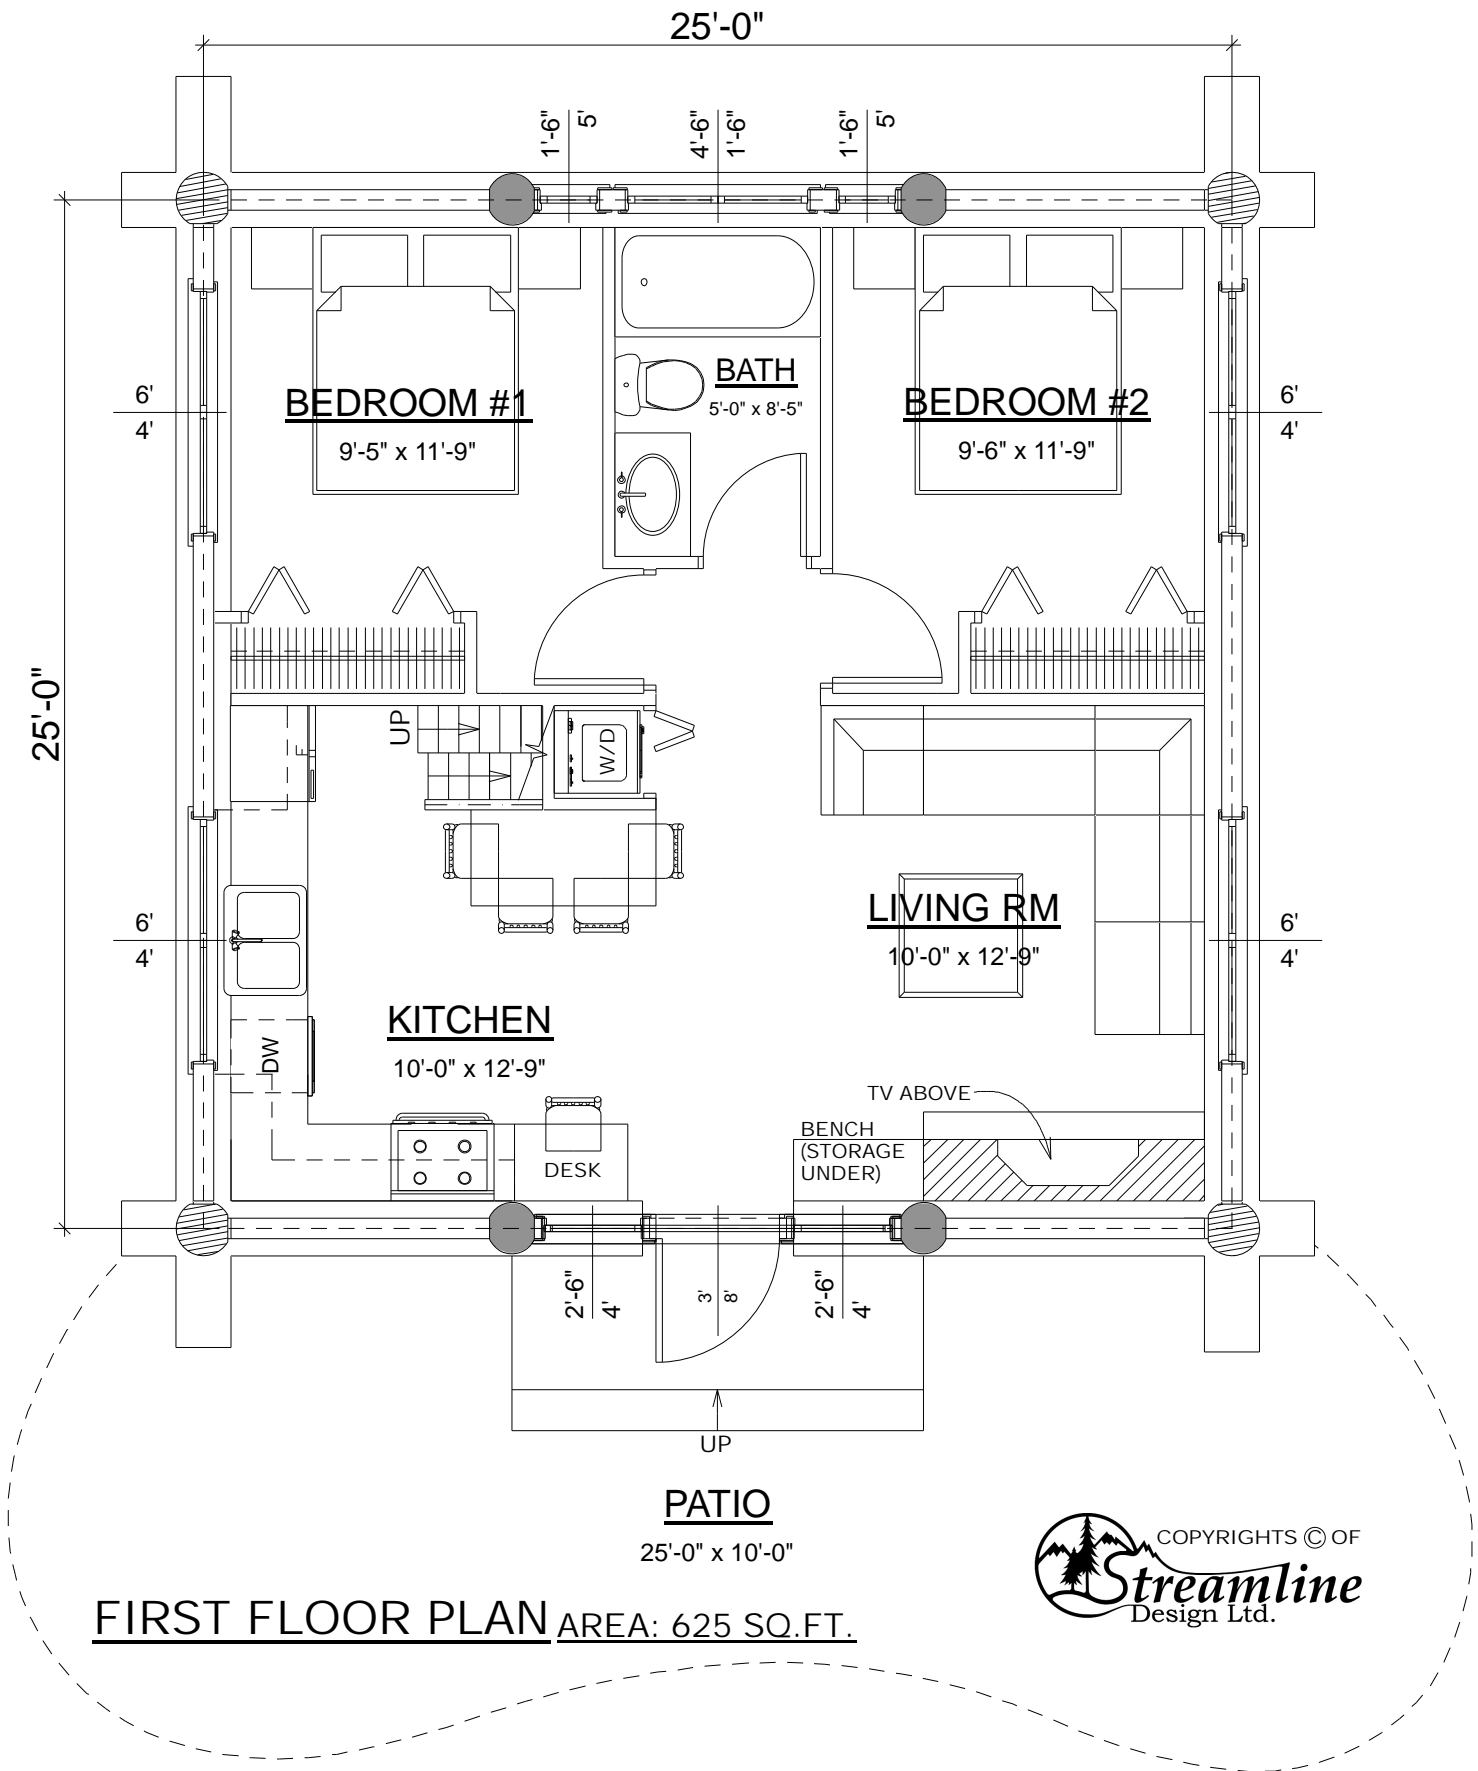 25'-0"
1'-6"
5'
4'-6"
1'-6"
1'-6"
5'
BATH
5'-0" x 8'-5"
6'
4'
BEDROOM #1
9'-5" x 11'-9"
BEDROOM #2
9'-6" x 11'-9"
6'
4'
25'-0"
UP
W/D
F
6'
4'
LIVING RM
10'-0" x 12'-9"
6'
4'
KITCHEN
10'-0" x 12'-9"
DW
TV ABOVE
BENCH
(STORAGE
UNDER)
DESK
2'-6"
4'
3'
8'
2'-6"
4'
UP
PATIO
25'-0" x 10'-0"
COPYRIGHTS © OF
Streamline
Design Ltd.
FIRST FLOOR PLAN AREA: 625 SQ.FT.